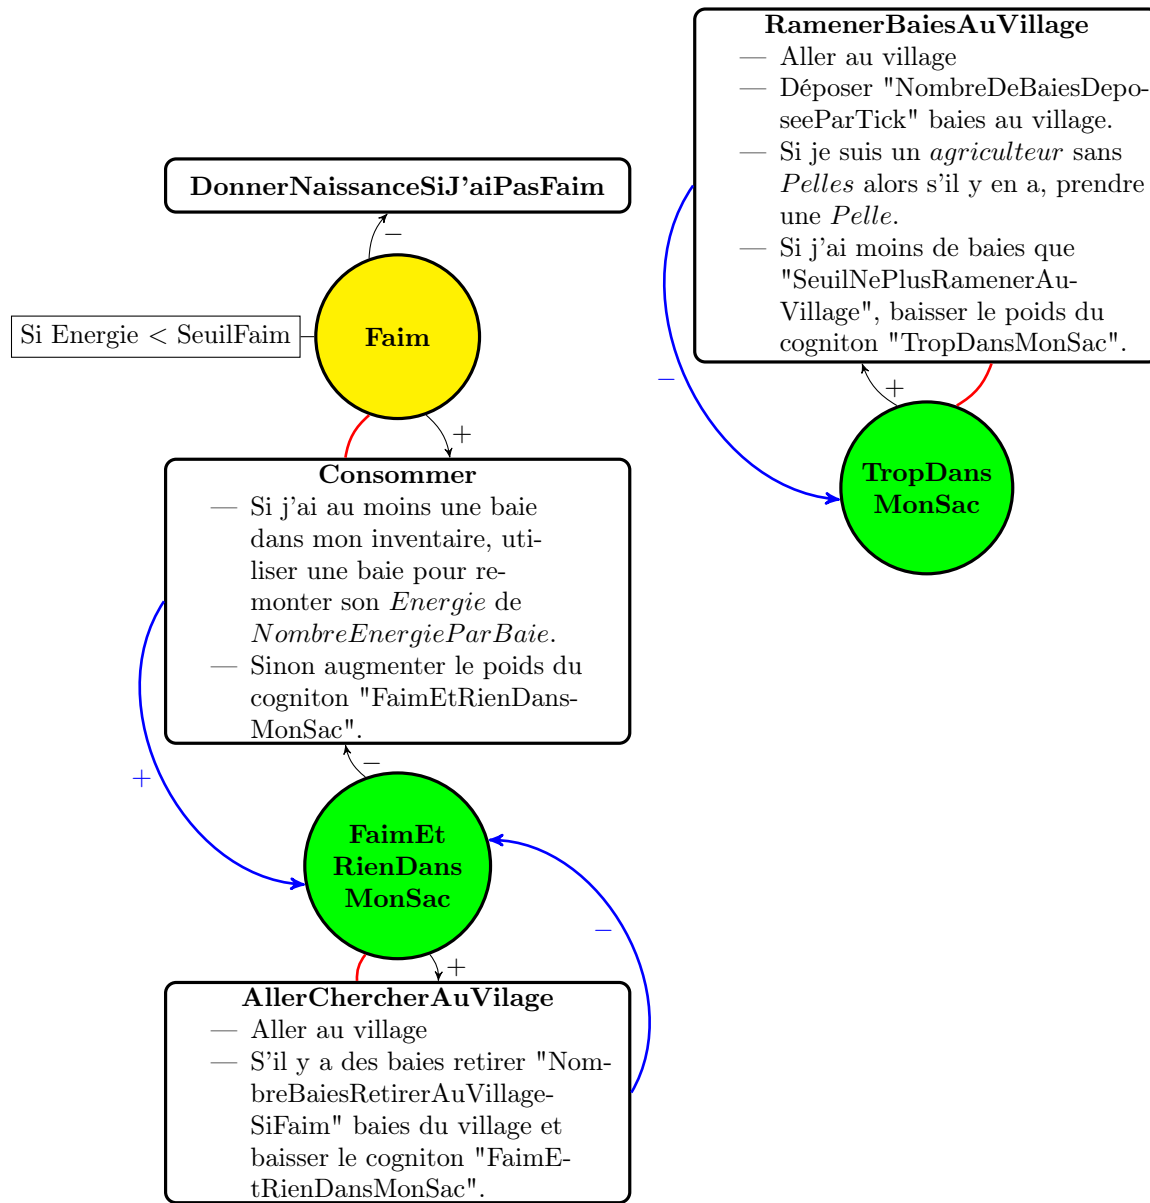 RamenerBaiesAuVillage
— Aller au village
— Déposer "NombreDeBaiesDepo-
seeParTick" baies au village.
— Si je suis un agriculteur sans
Pelles alors s'il y en a, prendre
une Pelle.
— Si j'ai moins de baies que
"SeuilNePlusRamenerAu-
Village", baisser le poids du
cogniton "TropDansMonSac".
−
+
TropDans
MonSac
DonnerNaissanceSiJ'aiPasFaim
−
Si Energie < SeuilFaim
Faim
+
Consommer
— Si j'ai au moins une baie
dans mon inventaire, uti-
liser une baie pour re-
monter son Energie de
NombreEnergieParBaie.
— Sinon augmenter le poids du
cogniton "FaimEtRienDans-
MonSac".
+
−
FaimEt
RienDans
MonSac
−
+
AllerChercherAuVilage
— Aller au village
— S'il y a des baies retirer "Nom-
breBaiesRetirerAuVillage-
SiFaim" baies du village et
baisser le cogniton "FaimE-
tRienDansMonSac".